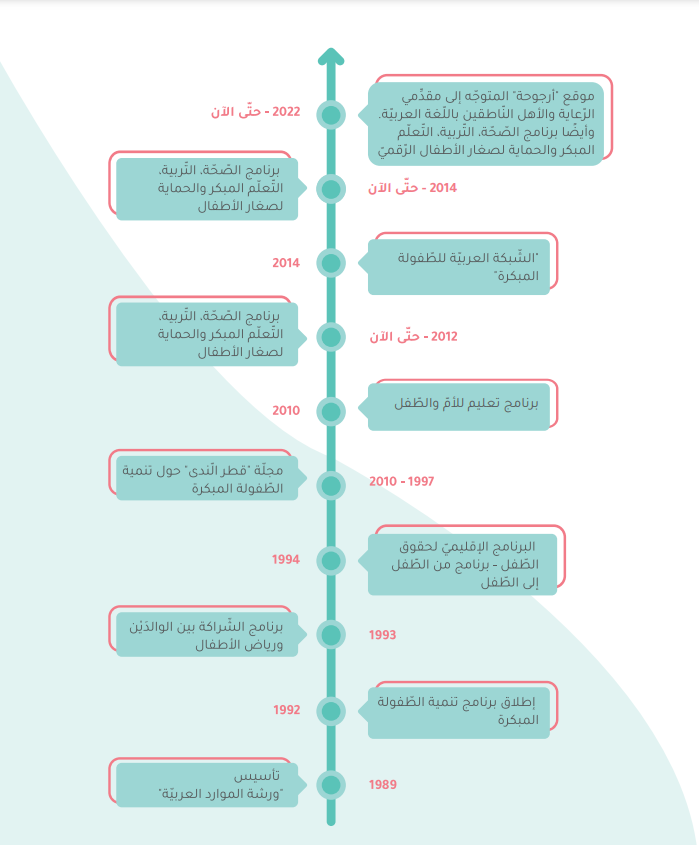 موقع "أرجوحة" المتوجّه إلى مقدِّمي
الرّعاية والأهل النّاطقين باللّغة العربيّة.
وأيضًا برنامج الصّحّة، التّربية، التّعلّم
المبكر والحماية لصغار الأطفال الرّقميّ
2022 - حتّى الآن
برنامج الصّحّة، التّربية،
التّعلّم المبكر والحماية
لصغار الأطفال
2014 - حتّى الآن
"الشّبكة العربيّة للطّفولة
المبكرة"
2014
برنامج الصّحّة، التّربية،
التّعلّم المبكر والحماية
لصغار الأطفال
2012 - حتّى الآن
برنامج تعليم للأمّ والطّفل
2010
مجلّة "قطر الّندى" حول تنمية
الطّفولة المبكرة
1997 - 2010
البرنامج الإقليميّ لحقوق
الطّفل – برنامج من الطّفل
إلى الطّفل
1994
برنامج الشّراكة بين الوالدَيْن
ورياض الأطفال
1993
إطلاق برنامج تنمية الطّفولة
المبكرة
1992
تأسيس
"ورشة الموارد العربيّة"
1989